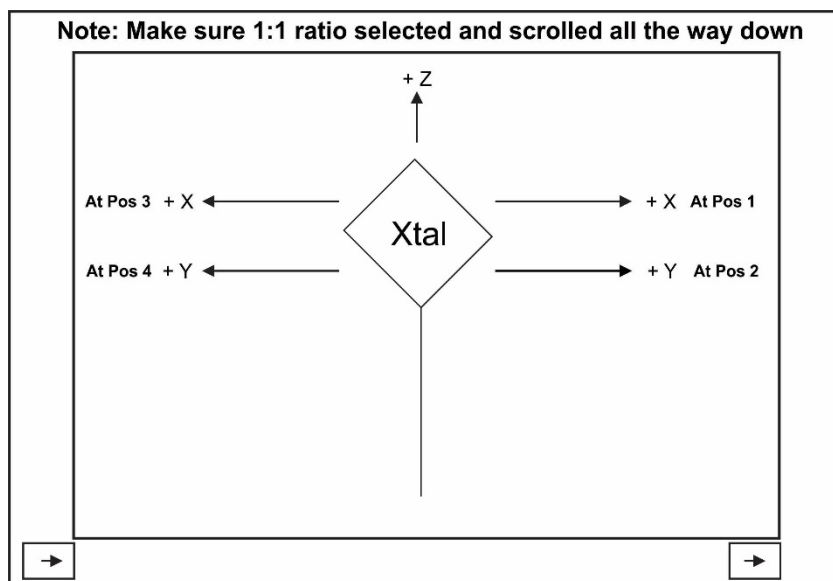 Note: Make sure 1:1 ratio selected and scrolled all the way down
+ Z
At Pos 3 + X
+ X At Pos 1
Xtal
At Pos 4 + Y
+ Y At Pos 2